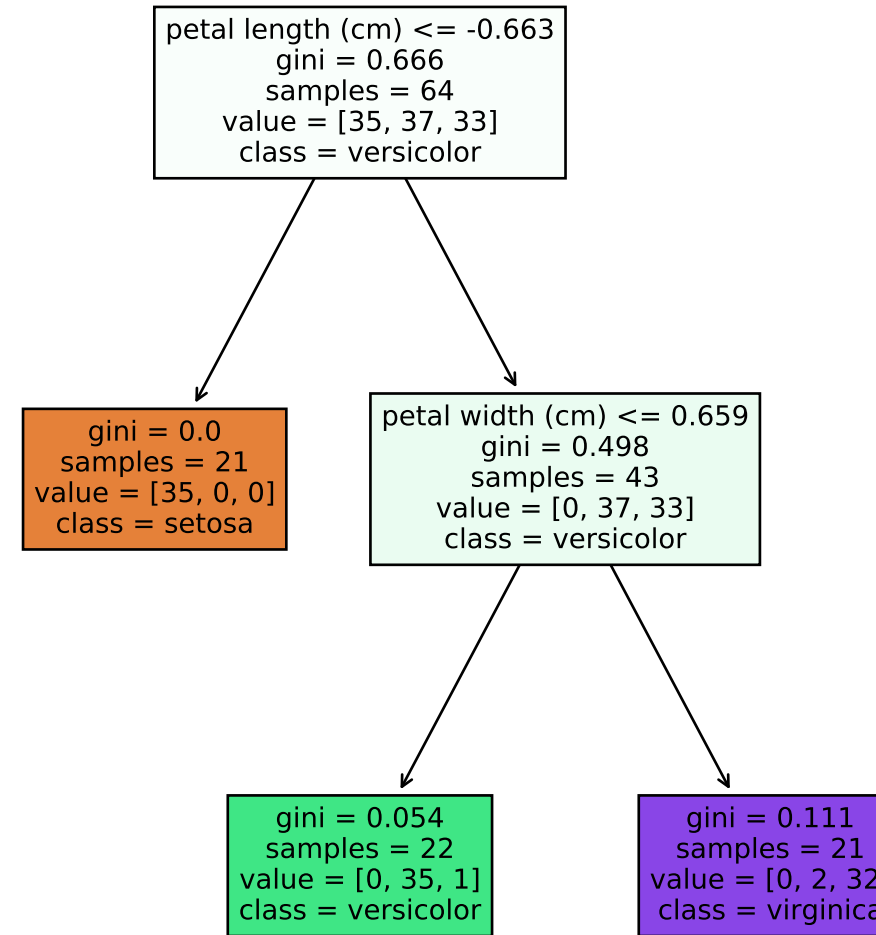 petal length (cm) <= -0.663
gini = 0.666
samples = 64
value = [35, 37, 33]
class = versicolor
gini = 0.0
samples = 21
value = [35, 0, 0]
class = setosa
petal width (cm) <= 0.659
gini = 0.498
samples = 43
value = [0, 37, 33]
class = versicolor
gini = 0.054
samples = 22
value = [0, 35, 1]
class = versicolor
gini = 0.111
samples = 21
value = [0, 2, 32
class = virginica